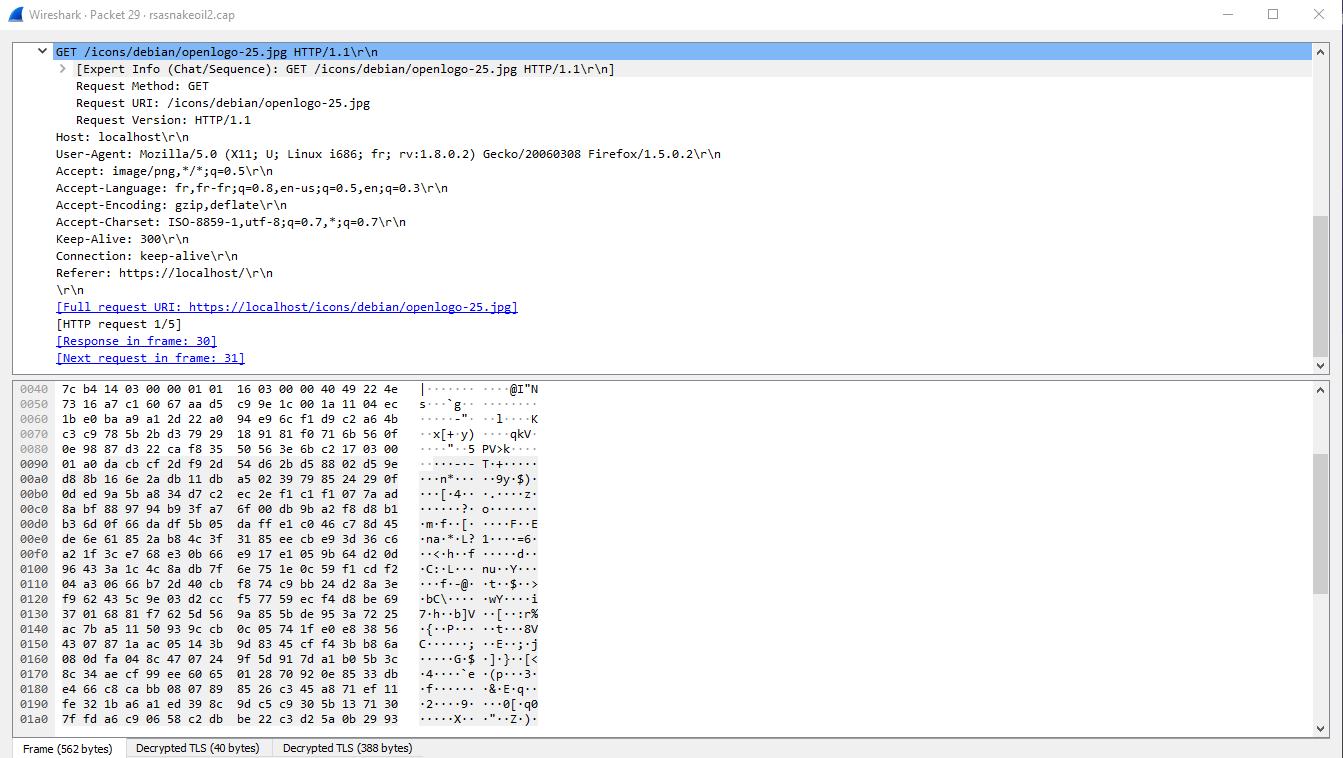 Wireshark · Packet 29 · rsasnakeoil2.cap
GET /icons/debian/openlogo-25.jpg HTTP/1.1\r\n
[Expert Info (Chat/Sequence): GET /icons/debian/openlogo-25.jpg HTTP/1.1\r\n]
Request Method: GET
Request URI: /icons/debian/openlogo-25.jpg
Request Version: HTTP/1.1
Host: localhost\r\n
User-Agent: Mozilla/5.0 (X11; U; Linux i686; fr; rv:1.8.0.2) Gecko/20060308 Firefox/1.5.0.2\r\n
Accept: image/png,*/*;q=0.5\r\n
Accept-Language: fr,fr-fr;q=0.8,en-us;q=0.5,en;q=0.3\r\n
Accept-Encoding: gzip,deflate\r\n
Accept-Charset: ISO-8859-1,utf-8;q=0.7,*;q=0.7\r\n
Keep-Alive: 300\r\n
Connection: keep-alive\r\n
Referer: https://localhost/\r\n
\r\n
[Full request URI: https://localhost/icons/debian/openlogo-25.jpg]
[HTTP request 1/5]
[Response in frame: 30]
[Next request in frame: 31]
0040 7c b4 14 03 00 00 01 01 16 03 00 00 40 49 22 4e |······· ····@I"N
0050 73 16 a7 c1 60 67 aa d5 c9 9e 1c 00 1a 11 04 ec s···`g·· ········
0060 1b e0 ba a9 a1 2d 22 a0 94 e9 6c f1 d9 c2 a6 4b ·····-"· ··l····K
0070 c3 c9 78 5b 2b d3 79 29 18 91 81 f0 71 6b 56 0f ··x[+·y) ····qkV·
0080 0e 98 87 d3 22 ca f8 35 50 56 3e 6b c2 17 03 00 ····"··5 PV>k····
0090 01 a0 da cb cf 2d f9 2d 54 d6 2b d5 88 02 d5 9e ·····-·- T·+·····
00a0 d8 8b 16 6e 2a db 11 db a5 02 39 79 85 24 29 0f ···n*··· ··9y·$)·
00b0 0d ed 9a 5b a8 34 d7 c2 ec 2e f1 c1 f1 07 7a ad ···[·4·· ·.····z·
00c0 8a bf 88 97 94 b9 3f a7 6f 00 db 9b a2 f8 d8 b1 ······?· o·······
00d0 b3 6d 0f 66 da df 5b 05 da ff e1 c0 46 c7 8d 45 ·m·f··[· ····F··E
00e0 de 6e 61 85 2a b8 4c 3f 31 85 ee cb e9 3d 36 c6 ·na·*·L? 1····=6·
00f0 a2 1f 3c e7 68 e3 0b 66 e9 17 e1 05 9b 64 d2 0d ··<·h··f ·····d··
0100 96 43 3a 1c 4c 8a db 7f 6e 75 1e 0c 59 f1 cd f2 ·C:·L··· nu··Y···
0110 04 a3 06 66 b7 2d 40 cb f8 74 c9 bb 24 d2 8a 3e ···f·-@· ·t··$··>
0120 f9 62 43 5c 9e 03 d2 cc f5 77 59 ec f4 d8 be 69 ·bC\···· ·wY····i
0130 37 01 68 81 f7 62 5d 56 9a 85 5b de 95 3a 72 25 7·h··b]V ··[··:r%
0140 ac 7b a5 11 50 93 9c cb 0c 05 74 1f e0 e8 38 56 ·{··P··· ··t···8V
0150 43 07 87 1a ac 05 14 3b 9d 83 45 cf f4 3b b8 6a C······; ··E··;·j
0160 08 0d fa 04 8c 47 07 24 9f 5d 91 7d a1 b0 5b 3c ·····G·$ ·]·}··[<
0170 8c 34 ae cf 99 ee 60 65 01 28 70 92 0e 85 33 db ·4····`e ·(p···3·
0180 e4 66 c8 ca bb 08 07 89 85 26 c3 45 a8 71 ef 11 ·f······ ·&·E·q··
0190 fe 32 1b a6 a1 ed 39 8c 9d c5 c9 30 5b 13 71 30 ·2····9· ···0[·q0
01a0 7f fd a6 c9 06 58 c2 db be 22 c3 d2 5a 0b 29 93 ·····X·· ·"··Z·)·
Frame (562 bytes) Decrypted TLS (40 bytes) Decrypted TLS (388 bytes)